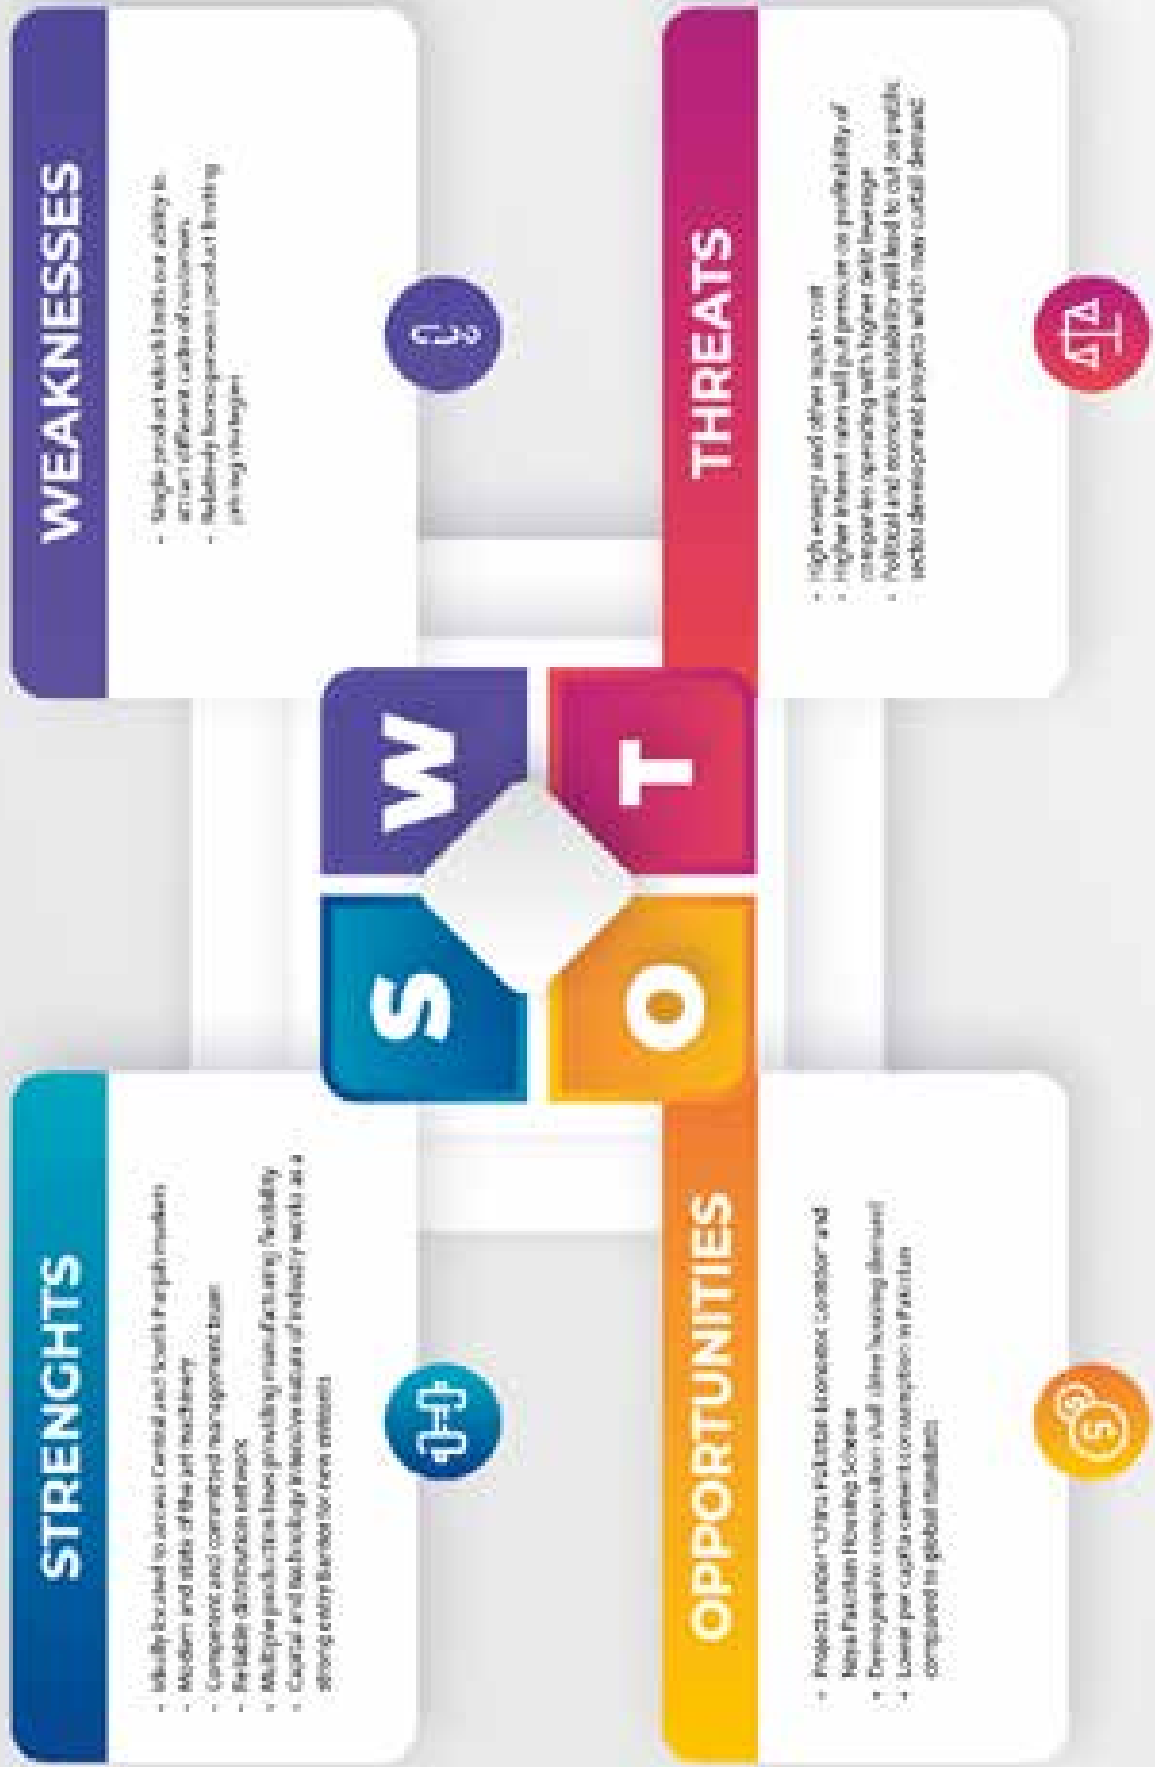 STRENGHTS
• Ideally located to access Central and South Punjab markets
• Modern and state of the art machinery
• Competent and committed management team
• Reliable distribution network
• Multiple production lines providing manufacturing flexibility
• Capital and technology intensive nature of industry works as a
strong entry barrier for new entrants
WEAKNESSES
• Single product industry limits our ability to
attract different cadre of customers
• Relatively homogeneous product limiting
pricing strategies
S
W
O
T
OPPORTUNITIES
• Projects under "China Pakistan Economic Corridor" and
Naya Pakistan Housing Scheme
• Demographic composition shall drive housing demand
• Lower per capita cement consumption in Pakistan
compared to global standards
THREATS
• High energy and other inputs cost
• Higher interest rates will put pressure on profitability of
companies operating with higher debt leverage
• Political and economic instability will lead to cut on public
sector development projects which may curtail demand